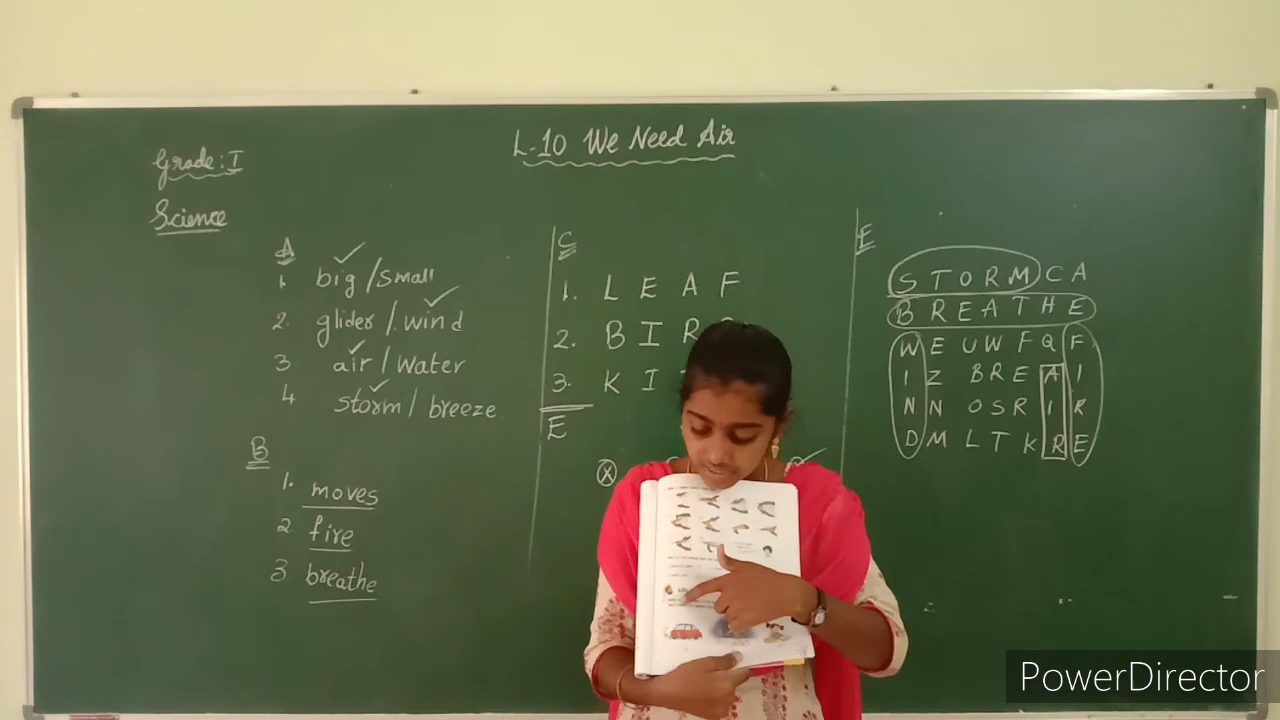 L-10 We Need Air
Grade: I
Science
A
1. big / small
2. glider / wind
3. air / Water
4 storm / breeze
B
1. moves
2 fire
3 breathe
C
1. L E A F
2. B I R
3. K I
E
F
S T O R M C A
B R E A T H E
W E U W F Q F
I Z B R E A I
N N O S R I R
D M L T K R E
PowerDirector